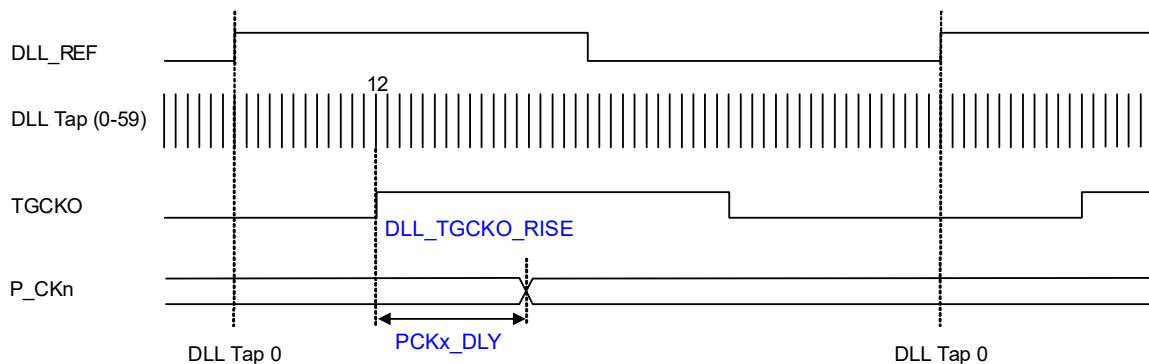 DLL_REF
12
DLL Tap (0-59)
TGCKO
DLL_TGCKO_RISE
P_CKn
PCKx_DLY
DLL Tap 0
DLL Tap 0